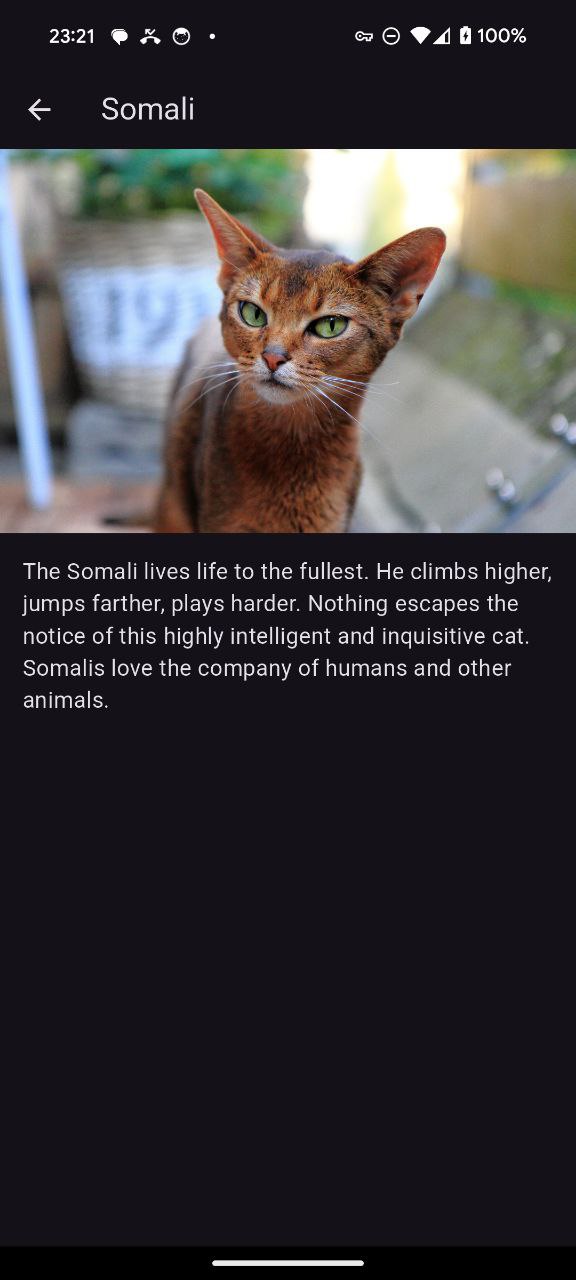 23:21
100%
Somali
19
The Somali lives life to the fullest. He climbs higher,
jumps farther, plays harder. Nothing escapes the
notice of this highly intelligent and inquisitive cat.
Somalis love the company of humans and other
animals.